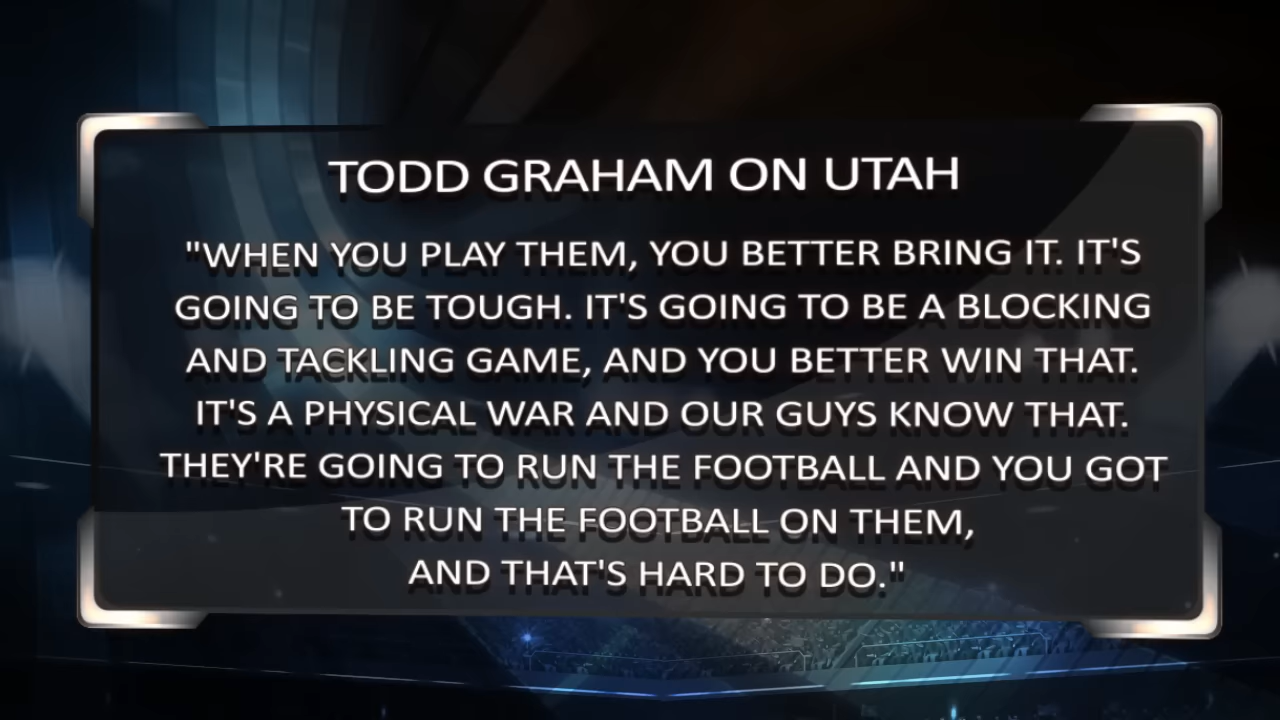 TODD GRAHAM ON UTAH
"WHEN YOU PLAY THEM, YOU BETTER BRING IT. IT'S
GOING TO BE TOUGH. IT'S GOING TO BE A BLOCKING
AND TACKLING GAME, AND YOU BETTER WIN THAT.
IT'S A PHYSICAL WAR AND OUR GUYS KNOW THAT.
THEY'RE GOING TO RUN THE FOOTBALL AND YOU GOT
TO RUN THE FOOTBALL ON THEM,
AND THAT'S HARD TO DO."